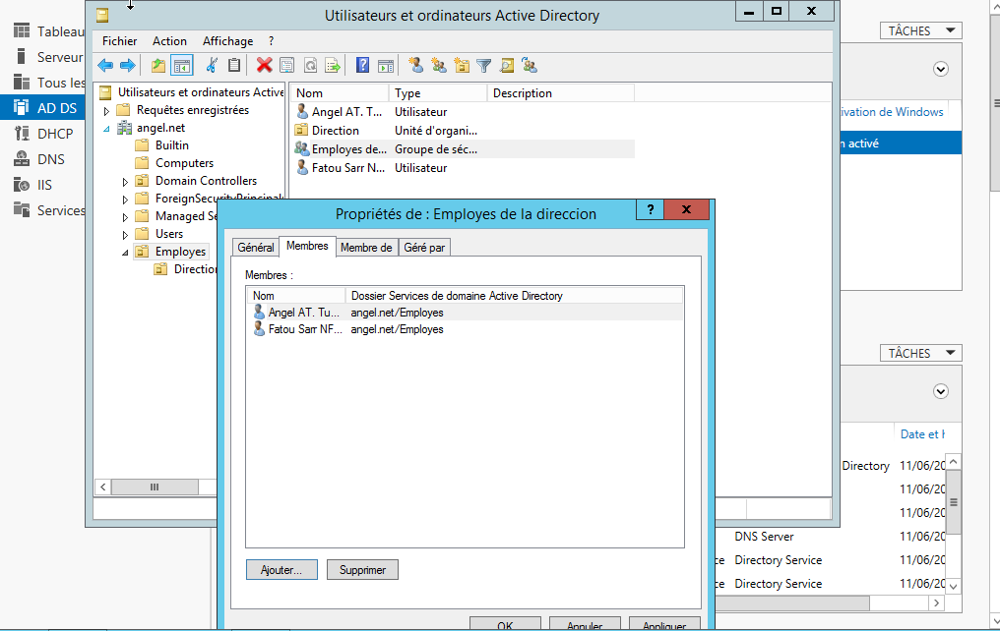 Utilisateurs et ordinateurs Active Directory
Fichier Action Affichage ?
Tableau
Serveur
Tous les
AD DS
DHCP
DNS
IIS
Services
Utilisateurs et ordinateurs Active
Requêtes enregistrées
angel.net
Builtin
Computers
Domain Controllers
ForeignSecurityPrincipals
Managed Se
Users
Employes
Direction
Nom Type Description
Angel AT. T... Utilisateur
Direction Unité d'organi...
Employes de... Groupe de séc...
Fatou Sarr N... Utilisateur
Propriétés de : Employes de la direccion
? X
Général Membres Membre de Géré par
Membres :
Nom Dossier Services de domaine Active Directory
Angel AT. Tu... angel.net/Employes
Fatou Sarr NF... angel.net/Employes
Ajouter... Supprimer
OK Annuler Appliquer
TÂCHES
ivation de Windows
n activé
TÂCHES
Date et h
Directory 11/06/20
11/06/20
11/06/20
DNS Server 11/06/20
ce Directory Service 11/06/20
ce Directory Service 11/06/20